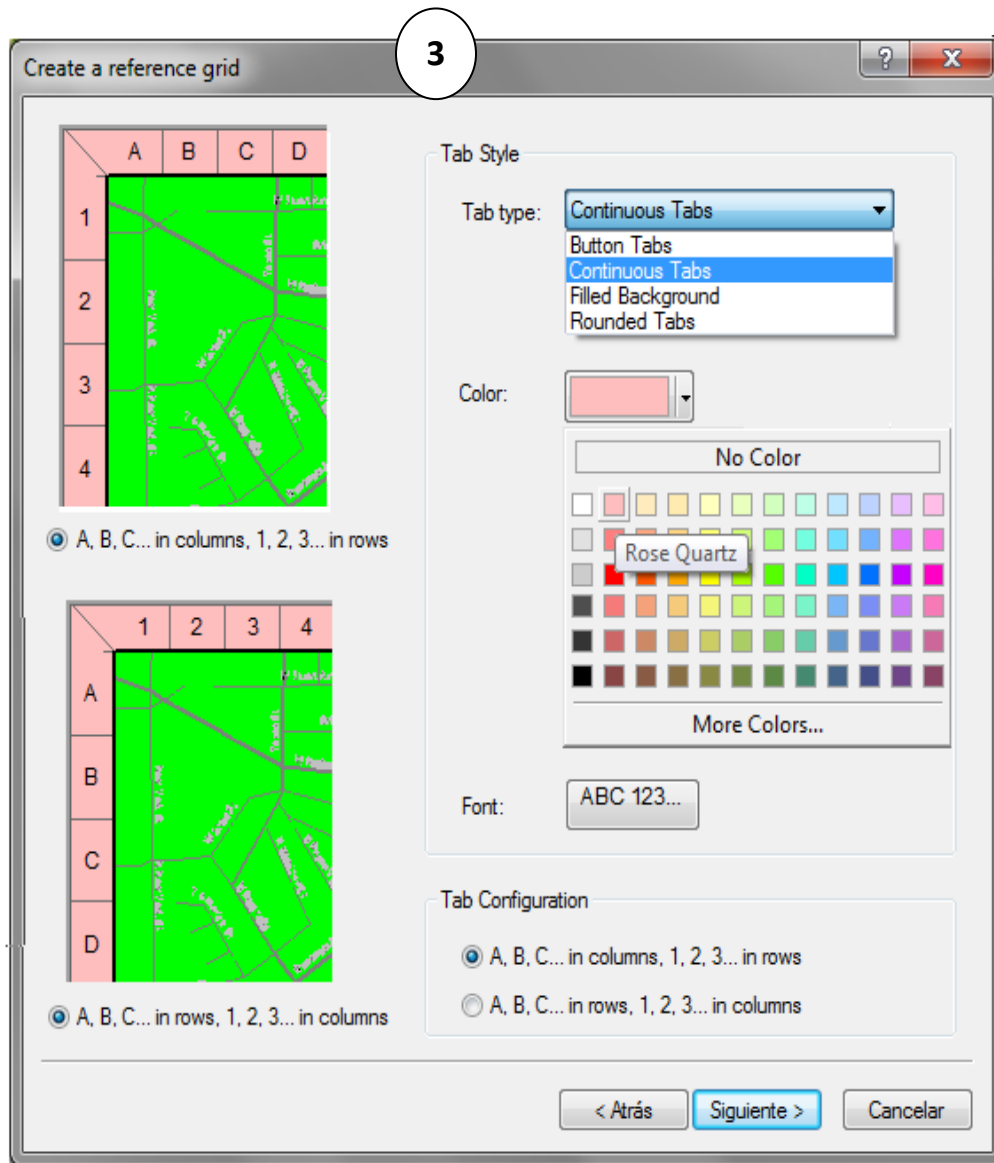 3
Create a reference grid
A B C D
1
2
3
4
A, B, C... in columns, 1, 2, 3... in rows
1 2 3 4
A
B
C
D
A, B, C... in rows, 1, 2, 3... in columns
Tab Style
Tab type: Continuous Tabs
Button Tabs
Continuous Tabs
Filled Background
Rounded Tabs
Color:
No Color
Rose Quartz
More Colors...
Font: ABC 123...
Tab Configuration
A, B, C... in columns, 1, 2, 3... in rows
A, B, C... in rows, 1, 2, 3... in columns
< Atrás Siguiente > Cancelar